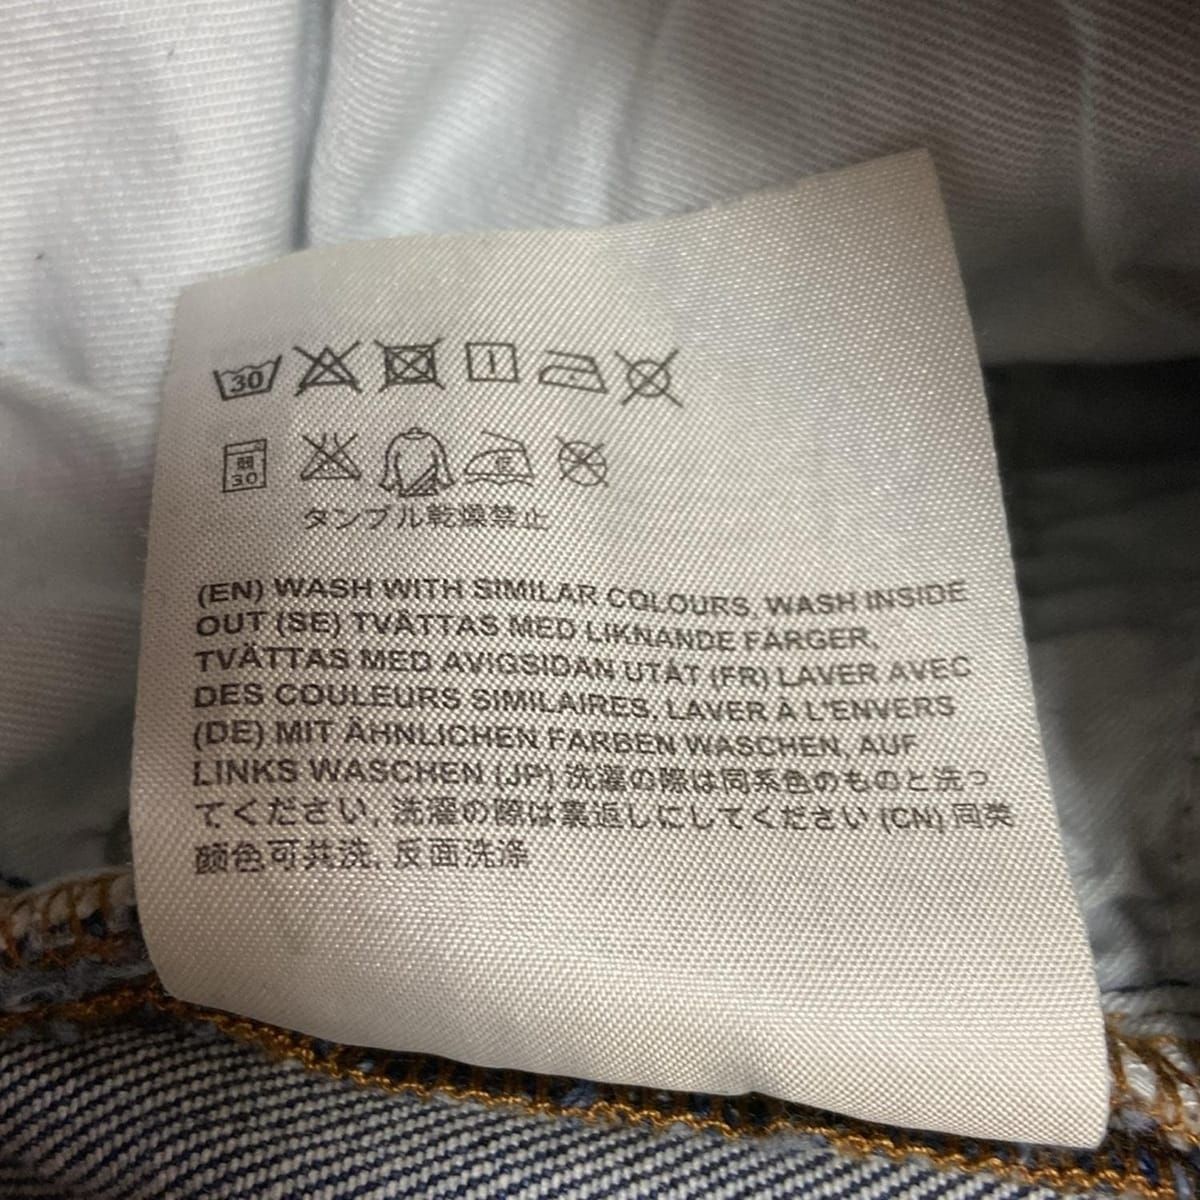 30
弱
30
低
タンブル乾燥禁止
(EN) WASH WITH SIMILAR COLOURS, WASH INSIDE
OUT (SE) TVÄTTAS MED LIKNANDE FÄRGER,
TVÄTTAS MED AVIGSIDAN UTÅT (FR) LAVER AVEC
DES COULEURS SIMILAIRES, LAVER À L'ENVERS
(DE) MIT ÄHNLICHEN FARBEN WASCHEN, AUF
LINKS WASCHEN (JP) 洗濯の際は同系色のものと洗っ
てください, 洗濯の際は裏返しにしてください (CN) 同类
颜色可共洗, 反面洗涤